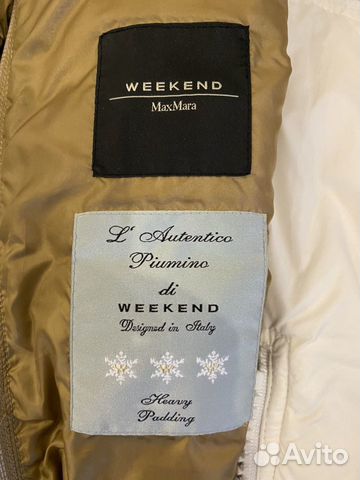 WEEKEND
MaxMara
L' Autentico
Piumino
di
WEEKEND
Designed in Italy
Heavy
Padding
Avito